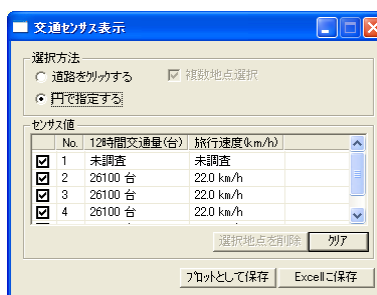 交通センサス表示
選択方法
道路をクリックする
複数地点選択
円で指定する
センサス値
No. 12時間交通量(台) 旅行速度(km/h)
1 未調査 未調査
2 26100 台 22.0 km/h
3 26100 台 22.0 km/h
4 26100 台 22.0 km/h
選択地点を削除 クリア
プロットとして保存 Excelに保存